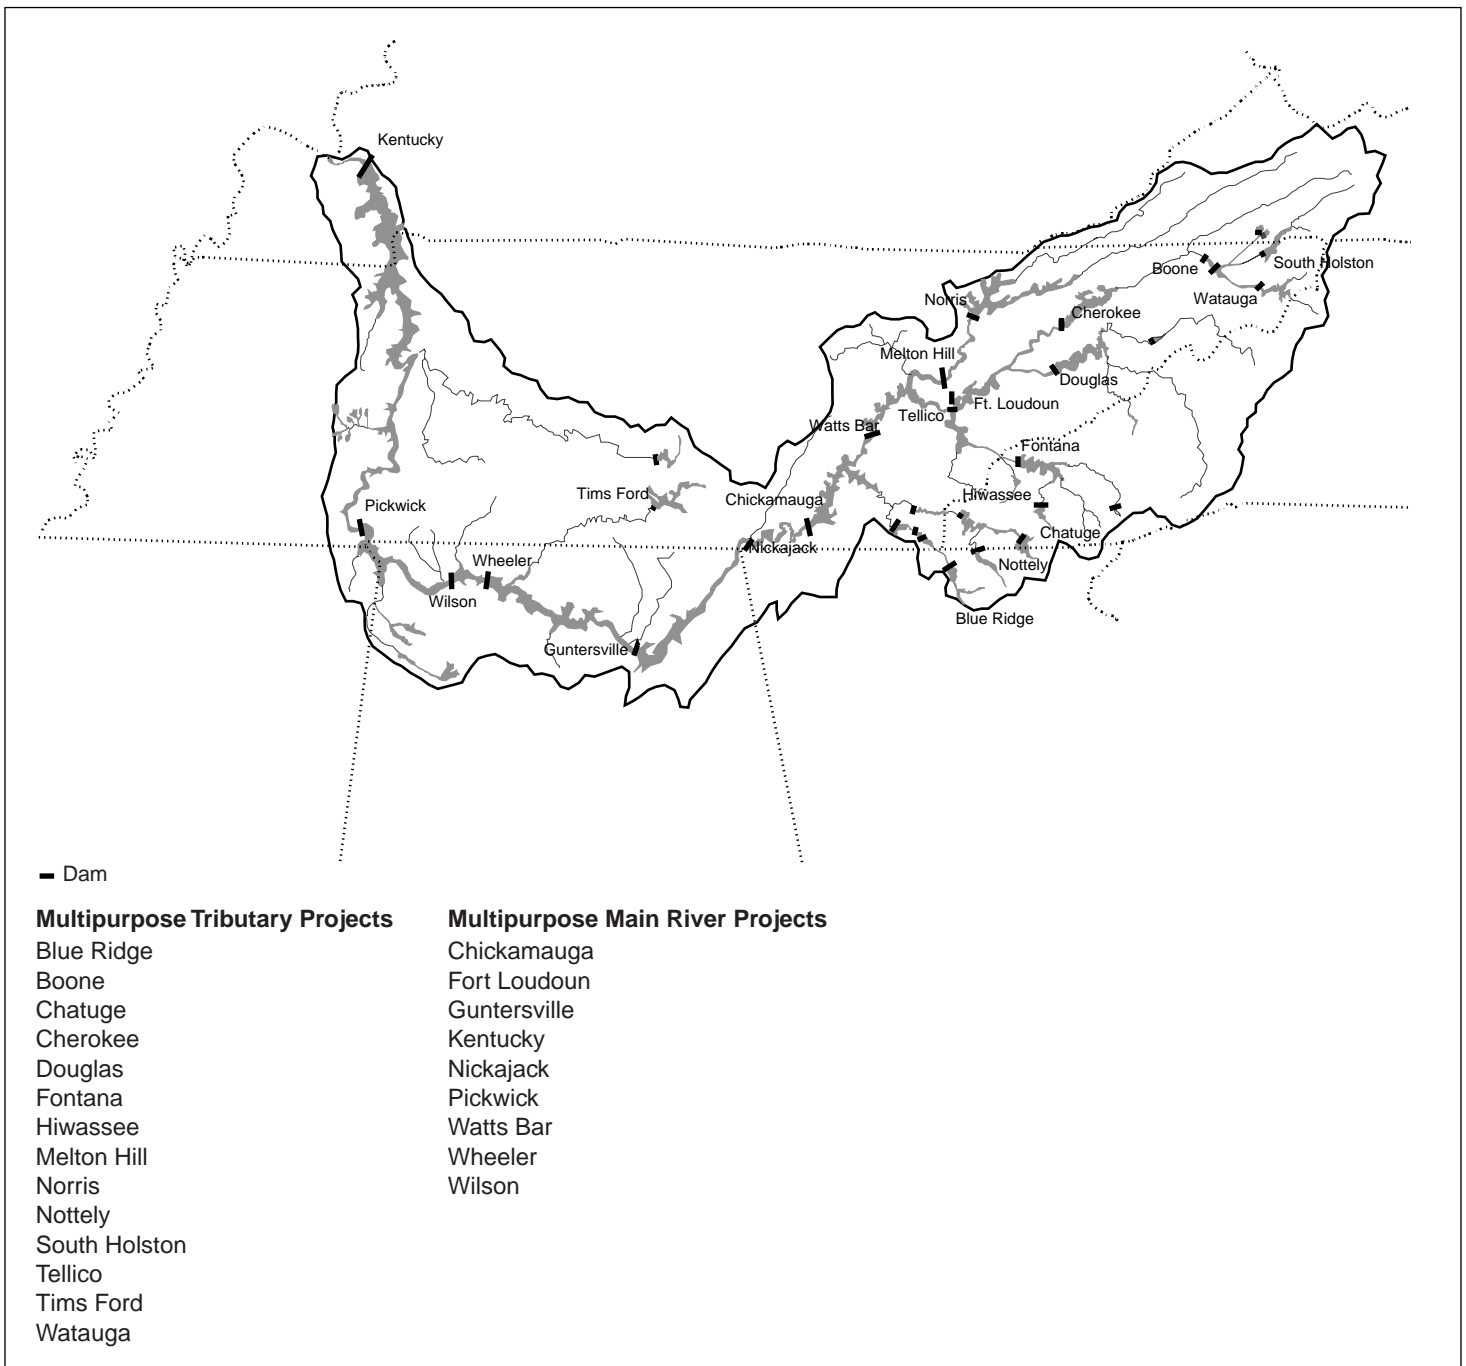 Kentucky
Boone
South Holston
Watauga
Norris
Cherokee
Melton Hill
Douglas
Ft. Loudoun
Tellico
Watts Bar
Fontana
Tims Ford
Hiwassee
Chickamauga
Pickwick
Chatuge
Nickajack
Wheeler
Nottely
Wilson
Blue Ridge
Guntersville
Dam
Multipurpose Tributary Projects
Blue Ridge
Boone
Chatuge
Cherokee
Douglas
Fontana
Hiwassee
Melton Hill
Norris
Nottely
South Holston
Tellico
Tims Ford
Watauga
Multipurpose Main River Projects
Chickamauga
Fort Loudoun
Guntersville
Kentucky
Nickajack
Pickwick
Watts Bar
Wheeler
Wilson